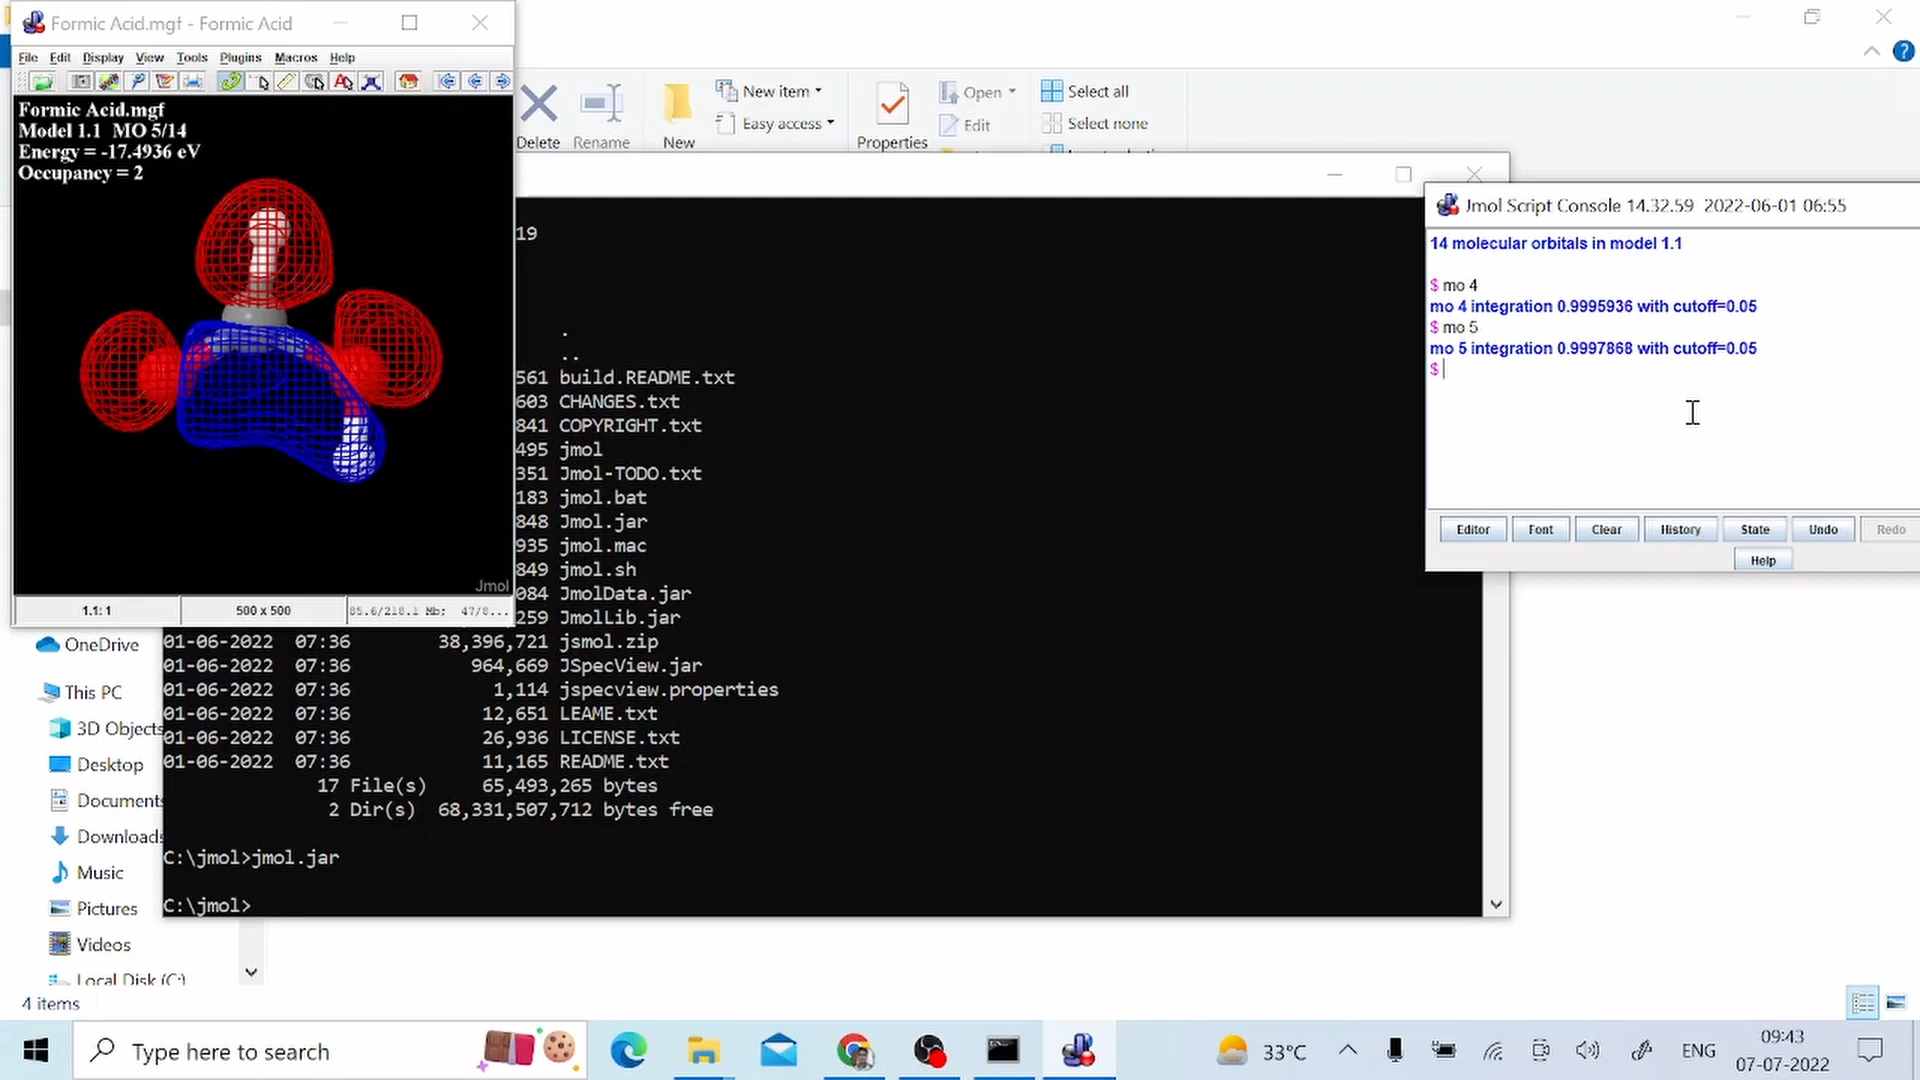 Formic Acid.mgf - Formic Acid
File Edit Display View Tools Plugins Macros Help
Formic Acid.mgf
Model 1.1 MO 5/14
Energy = -17.4936 eV
Occupancy = 2
Jmol
1.1: 1
500 x 500
85.6/218.1 Mb; 47/8...
Delete
Rename
New
New item
Easy access
Properties
Open
Edit
Select all
Select none
19
.
..
561 build.README.txt
603 CHANGES.txt
841 COPYRIGHT.txt
495 jmol
351 Jmol-TODO.txt
183 jmol.bat
848 Jmol.jar
935 jmol.mac
849 jmol.sh
084 JmolData.jar
259 JmolLib.jar
01-06-2022 07:36 38,396,721 jsmol.zip
01-06-2022 07:36 964,669 JSpecView.jar
01-06-2022 07:36 1,114 jspecview.properties
01-06-2022 07:36 12,651 LEAME.txt
01-06-2022 07:36 26,936 LICENSE.txt
01-06-2022 07:36 11,165 README.txt
17 File(s) 65,493,265 bytes
2 Dir(s) 68,331,507,712 bytes free
C:\jmol>jmol.jar
C:\jmol>
Jmol Script Console 14.32.59 2022-06-01 06:55
14 molecular orbitals in model 1.1
$ mo 4
mo 4 integration 0.9995936 with cutoff=0.05
$ mo 5
mo 5 integration 0.9997868 with cutoff=0.05
$
Editor Font Clear History State Undo Redo
Help
OneDrive
This PC
3D Objects
Desktop
Documents
Downloads
Music
Pictures
Videos
Local Disk (C:)
4 items
Type here to search
33°C
ENG
09:43
07-07-2022